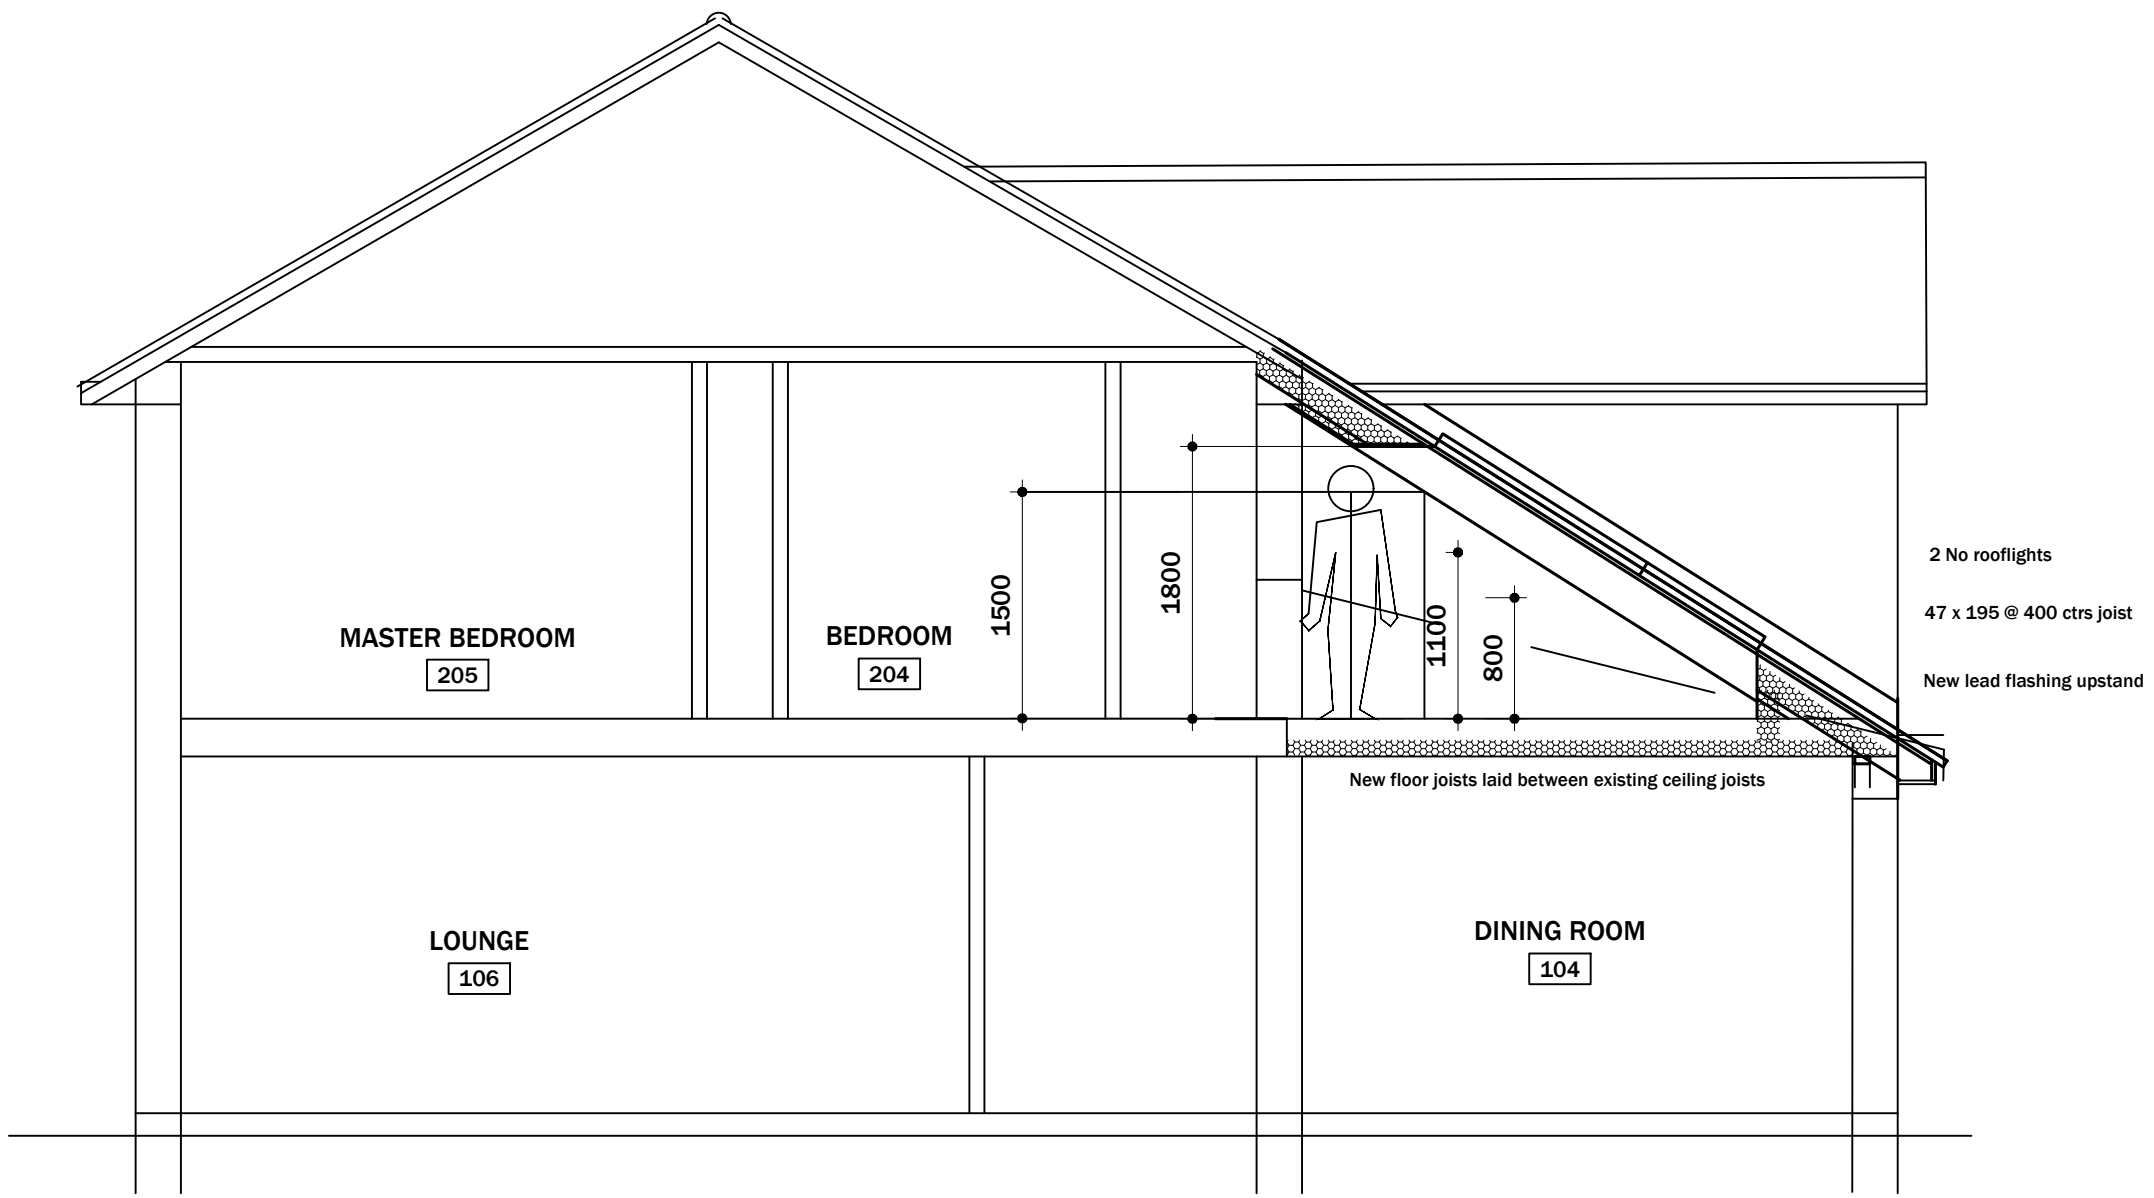 2 No rooflights
1500
1800
1100
800
47 x 195 @ 400 ctrs joist
MASTER BEDROOM
205
BEDROOM
204
New lead flashing upstand
New floor joists laid between existing ceiling joists
LOUNGE
106
DINING ROOM
104